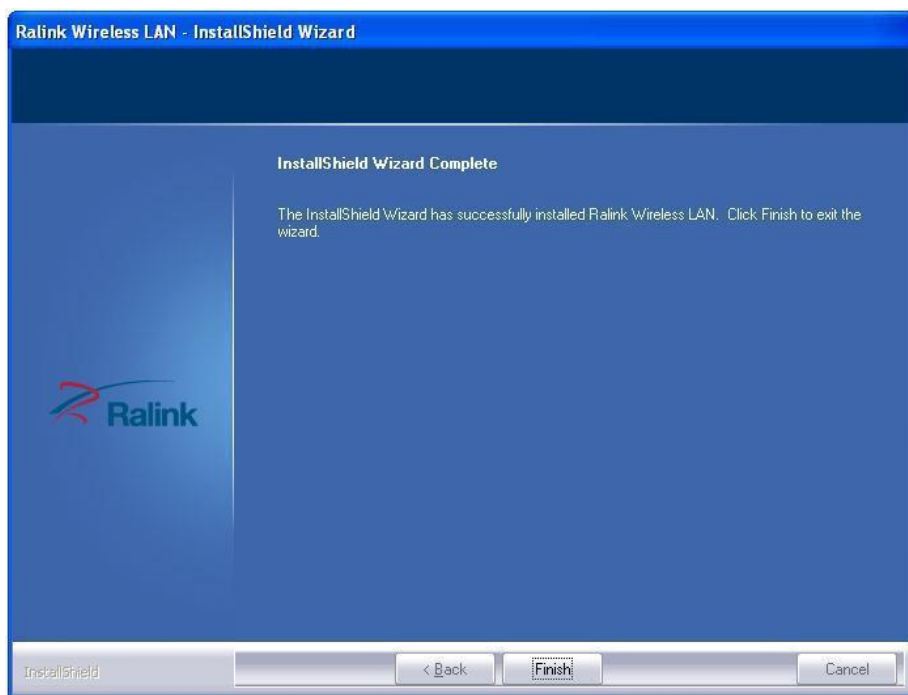 Ralink Wireless LAN - InstallShield Wizard
InstallShield Wizard Complete
The InstallShield Wizard has successfully installed Ralink Wireless LAN. Click Finish to exit the
wizard.
Ralink
InstallShield
< Back
Finish
Cancel